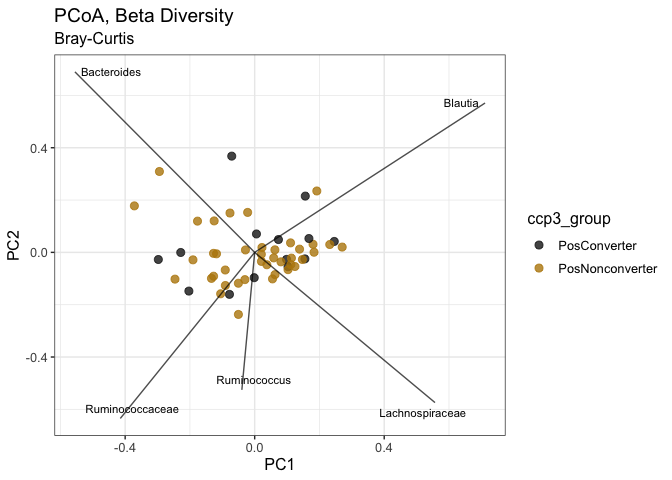 PCoA, Beta Diversity
Bray-Curtis
Bacteroides
Blautia
0.4
0.0
-0.4
PC2
Ruminococcus
Ruminococcaceae
Lachnospiraceae
-0.4
0.0
0.4
PC1
ccp3_group
PosConverter
PosNonconverter